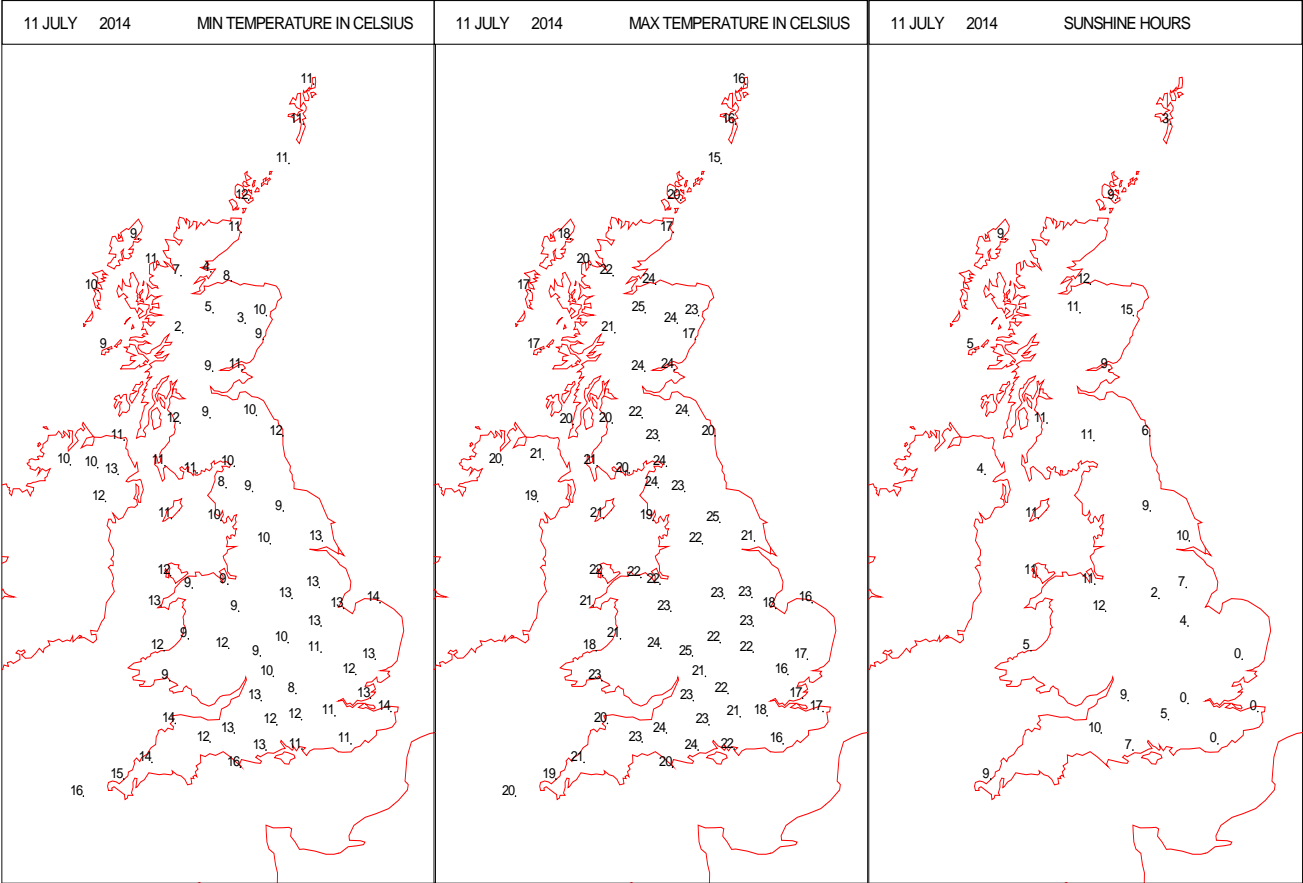 11 JULY 2014 MIN TEMPERATURE IN CELSIUS
11
11
11
12
11
9
11
7 4
8
10
5 3 10
2 9
9
9 11
12 9 10
12
11
10 10 13 11 11 10
8 9
12
11 10 9
10 13
12 9 9 13
13 9 13 13 14
13
12 9 12 10 11
9 13
9 10 12
13 8 13
14 13 12 12 11 14
12 13 11 11
14 16
15
16
11 JULY 2014 MAX TEMPERATURE IN CELSIUS
16
16
15
20
17
18
20 22
24
17
25 24 23
21 17
17
24 24
20 20 22 24
23 20
20 21 21 20 24
24 23
19
21 19 25
22 21
22 22 22
21 23 23 23 18 16
23
18 21 24 22 22
25 17
23 21 16
23 22 17
20 24 23 21 18 17
23 24 22 16
21 20
19
20
11 JULY 2014 SUNSHINE HOURS
3
9
9
12
11 15
5
9
11 11 6
4
11 9
10
11 11 7
12 2
4
5 0
9 0
10 5 0
7 0
9